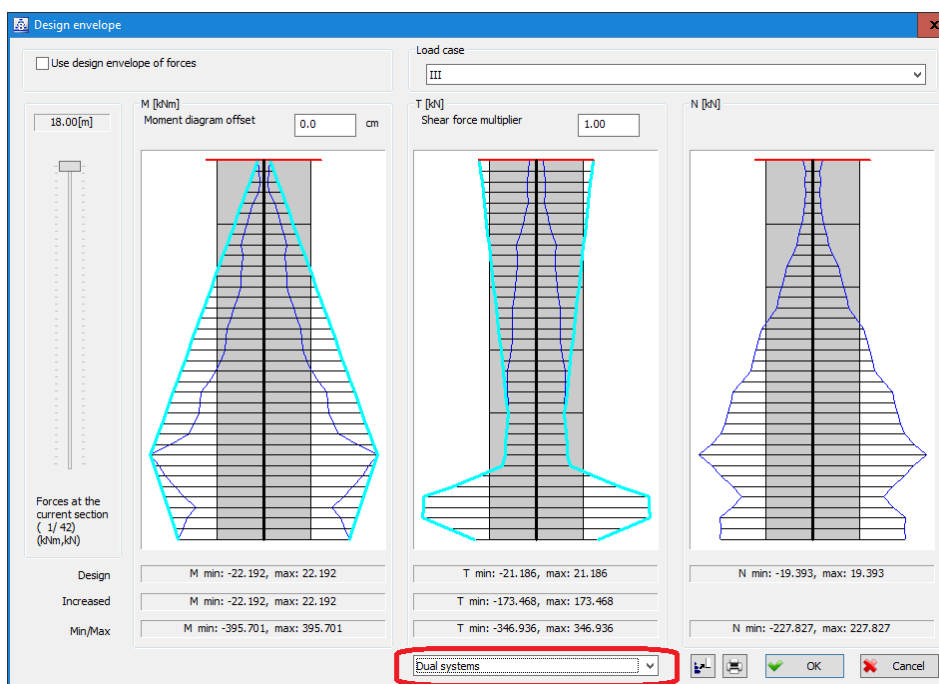 Design envelope
Use design envelope of forces
Load case
III
18.00[m]
M [kNm]
Moment diagram offset 0.0 cm
T [kN]
Shear force multiplier 1.00
N [kN]
Forces at the
current section
( 1/ 42)
(kNm,kN)
Design M min: -22.192, max: 22.192 T min: -21.186, max: 21.186 N min: -19.393, max: 19.393
Increased M min: -22.192, max: 22.192 T min: -173.468, max: 173.468
Min/Max M min: -395.701, max: 395.701 T min: -346.936, max: 346.936 N min: -227.827, max: 227.827
Dual systems OK Cancel